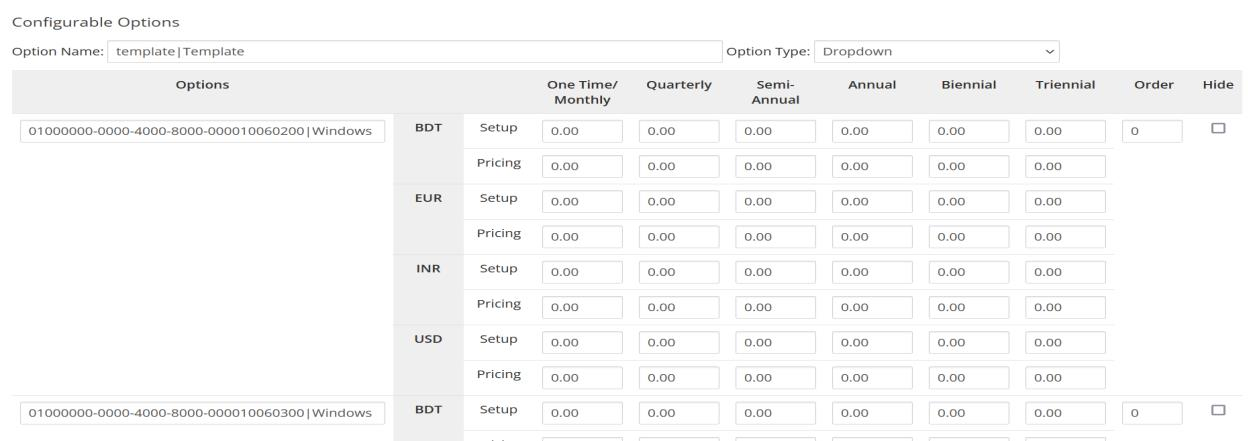 Configurable Options
Option Name: template|Template Option Type: Dropdown
Options One Time/ Monthly Quarterly Semi-Annual Annual Biennial Triennial Order Hide
01000000-0000-4000-8000-000010060200|Windows BDT Setup 0.00 0.00 0.00 0.00 0.00 0.00 0
Pricing 0.00 0.00 0.00 0.00 0.00 0.00
EUR Setup 0.00 0.00 0.00 0.00 0.00 0.00
Pricing 0.00 0.00 0.00 0.00 0.00 0.00
INR Setup 0.00 0.00 0.00 0.00 0.00 0.00
Pricing 0.00 0.00 0.00 0.00 0.00 0.00
USD Setup 0.00 0.00 0.00 0.00 0.00 0.00
Pricing 0.00 0.00 0.00 0.00 0.00 0.00
01000000-0000-4000-8000-000010060300|Windows BDT Setup 0.00 0.00 0.00 0.00 0.00 0.00 0